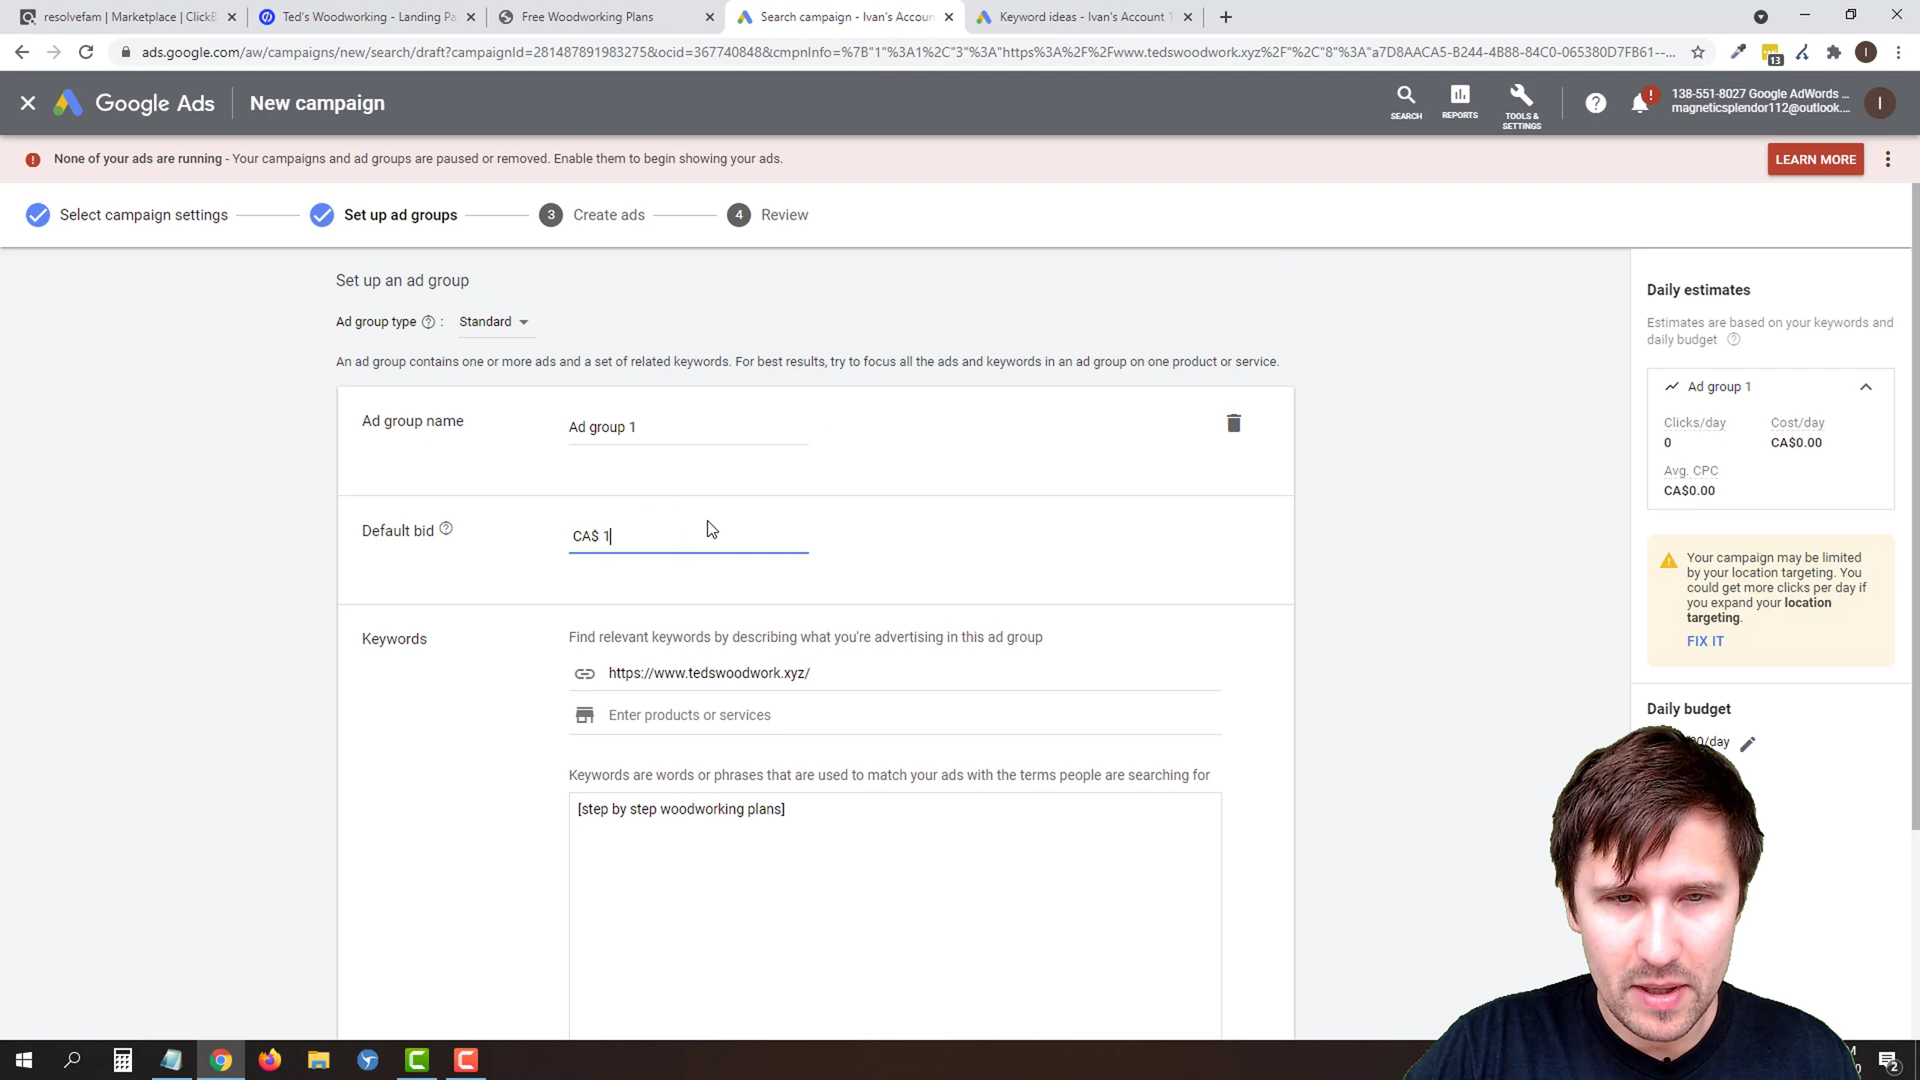 resolvefam | Marketplace | ClickB
Ted's Woodworking - Landing Pa
Free Woodworking Plans
Search campaign - Ivan's Accoun
Keyword ideas - Ivan's Account 1
ads.google.com/aw/campaigns/new/search/draft?campaignId=281487891983275&ocid=367740848&cmpnInfo=%7B"1"%3A1%2C"3"%3A"https%3A%2F%2Fwww.tedswoodwork.xyz%2F"%2C"8"%3A"a7D8AACA5-B244-4B88-84C0-065380D7FB61--...
13
I
Google Ads
New campaign
SEARCH
REPORTS
TOOLS &
SETTINGS
138-551-8027 Google AdWords ...
magneticsplendor112@outlook....
I
None of your ads are running - Your campaigns and ad groups are paused or removed. Enable them to begin showing your ads.
LEARN MORE
Select campaign settings
Set up ad groups
3 Create ads
4 Review
Set up an ad group
Ad group type ? : Standard
An ad group contains one or more ads and a set of related keywords. For best results, try to focus all the ads and keywords in an ad group on one product or service.
Ad group name
Ad group 1
Default bid ?
CA$ 1
Keywords
Find relevant keywords by describing what you're advertising in this ad group
https://www.tedswoodwork.xyz/
Enter products or services
Keywords are words or phrases that are used to match your ads with the terms people are searching for
[step by step woodworking plans]
Daily estimates
Estimates are based on your keywords and
daily budget ?
Ad group 1
Clicks/day
Cost/day
0
CA$0.00
Avg. CPC
CA$0.00
Your campaign may be limited
by your location targeting. You
could get more clicks per day if
you expand your location
targeting.
FIX IT
Daily budget
/day
2